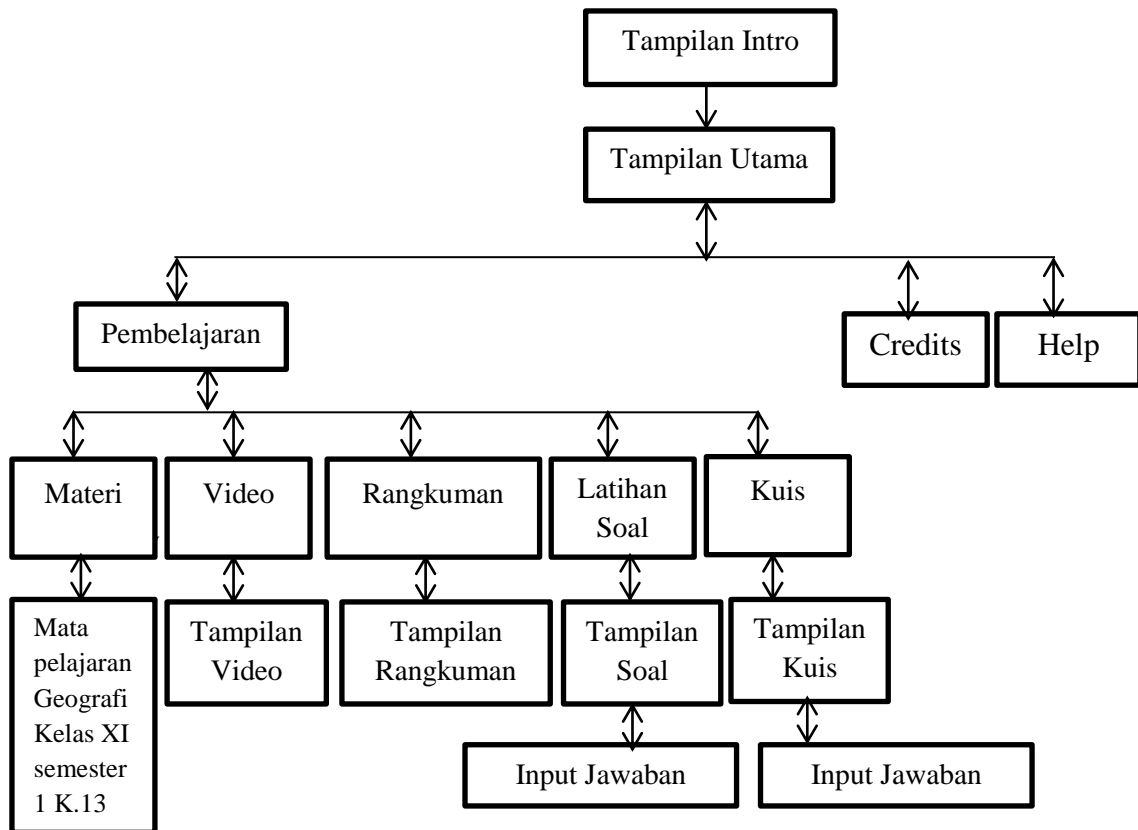 Tampilan Intro
Tampilan Utama
Pembelajaran
Credits
Help
Materi
Video
Rangkuman
Latihan
Soal
Kuis
Mata
pelajaran
Geografi
Kelas XI
semester
1 K.13
Tampilan
Video
Tampilan
Rangkuman
Tampilan
Soal
Tampilan
Kuis
Input Jawaban
Input Jawaban